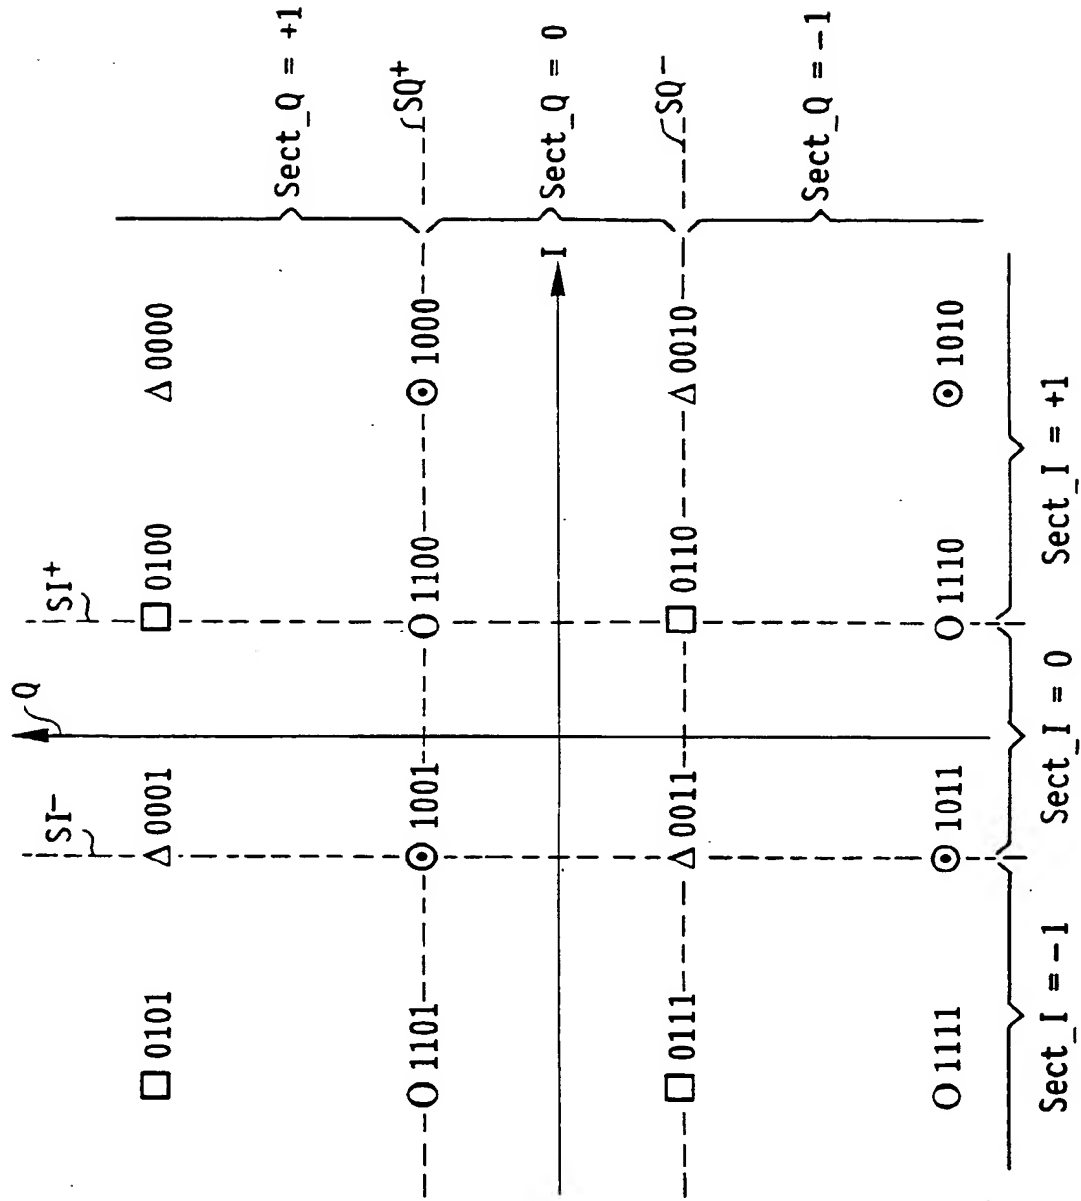 Q
SI−
SI+
0101
0001
0100
0000
Sect_Q = +1
SQ+
1101
1001
1100
1000
I
Sect_Q = 0
SQ−
0111
0011
0110
0010
Sect_Q = −1
1111
1011
1110
1010
Sect_I = −1
Sect_I = 0
Sect_I = +1